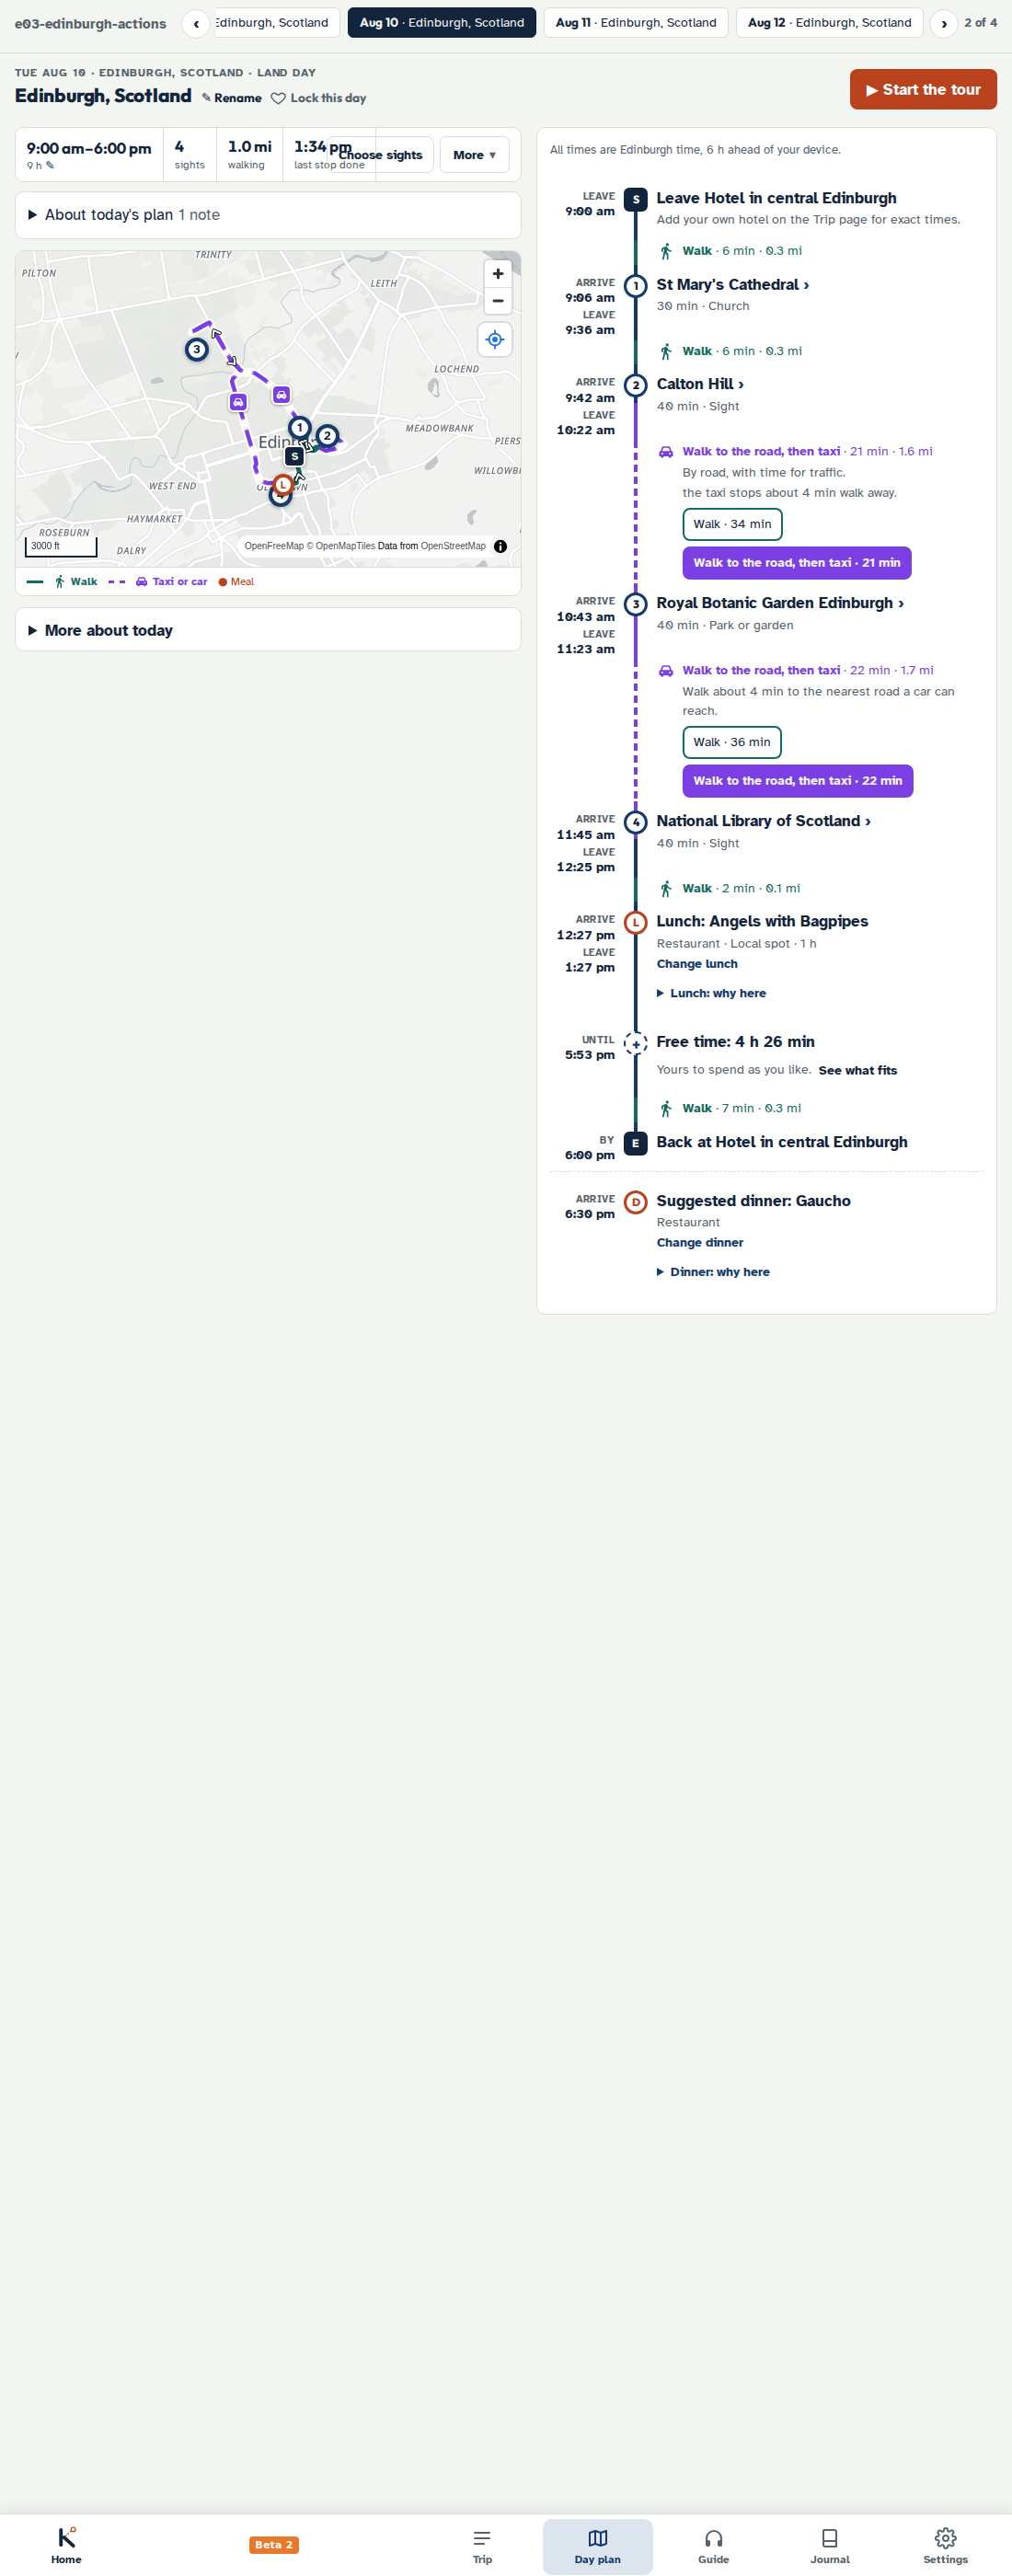 e03-edinburgh-actions
‹
Edinburgh, Scotland
Aug 10 · Edinburgh, Scotland
Aug 11 · Edinburgh, Scotland
Aug 12 · Edinburgh, Scotland
›
2 of 4
TUE AUG 10 · EDINBURGH, SCOTLAND · LAND DAY
Edinburgh, Scotland ✎ Rename Lock this day
▶ Start the tour
9:00 am–6:00 pm
9 h ✎
4
sights
1.0 mi
walking
1:34 pm
last stop done
Choose sights
More ▾
▶ About today's plan 1 note
TRINITY
PILTON
LEITH
LOCHEND
MEADOWBANK
PIERS
WILLOWB
WEST END
HAYMARKET
ROSEBURN
DALRY
+
−
3
1
2
S
L
4
3000 ft
OpenFreeMap © OpenMapTiles Data from OpenStreetMap
Walk
Taxi or car
Meal
▶ More about today
All times are Edinburgh time, 6 h ahead of your device.
LEAVE
9:00 am
S
Leave Hotel in central Edinburgh
Add your own hotel on the Trip page for exact times.
Walk · 6 min · 0.3 mi
ARRIVE
9:06 am
LEAVE
9:36 am
1
St Mary's Cathedral ›
30 min · Church
Walk · 6 min · 0.3 mi
ARRIVE
9:42 am
LEAVE
10:22 am
2
Calton Hill ›
40 min · Sight
Walk to the road, then taxi · 21 min · 1.6 mi
By road, with time for traffic.
the taxi stops about 4 min walk away.
Walk · 34 min
Walk to the road, then taxi · 21 min
ARRIVE
10:43 am
LEAVE
11:23 am
3
Royal Botanic Garden Edinburgh ›
40 min · Park or garden
Walk to the road, then taxi · 22 min · 1.7 mi
Walk about 4 min to the nearest road a car can
reach.
Walk · 36 min
Walk to the road, then taxi · 22 min
ARRIVE
11:45 am
LEAVE
12:25 pm
4
National Library of Scotland ›
40 min · Sight
Walk · 2 min · 0.1 mi
ARRIVE
12:27 pm
LEAVE
1:27 pm
L
Lunch: Angels with Bagpipes
Restaurant · Local spot · 1 h
Change lunch
▶ Lunch: why here
UNTIL
5:53 pm
+
Free time: 4 h 26 min
Yours to spend as you like. See what fits
Walk · 7 min · 0.3 mi
BY
6:00 pm
E
Back at Hotel in central Edinburgh
ARRIVE
6:30 pm
D
Suggested dinner: Gaucho
Restaurant
Change dinner
▶ Dinner: why here
Home
Beta 2
Trip
Day plan
Guide
Journal
Settings